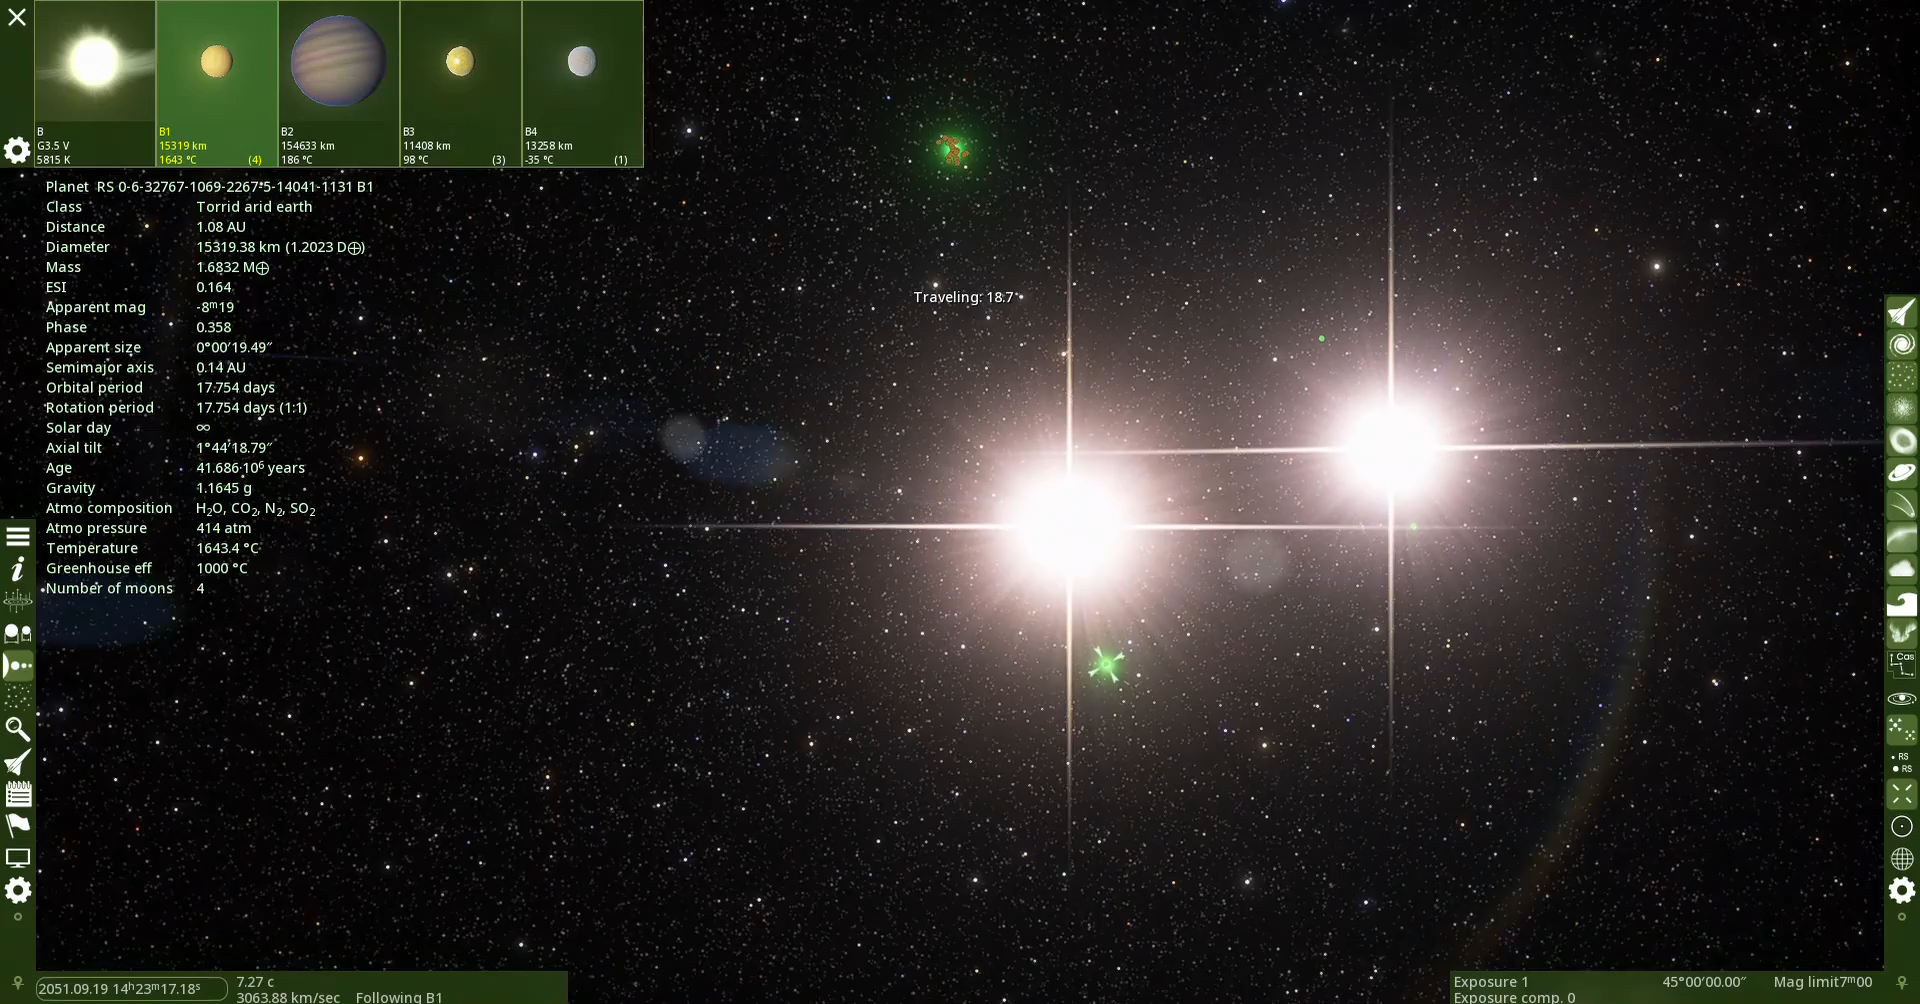 B
G3.5 V
5815 K
B1
15319 km
1643 °C (4)
B2
154633 km
186 °C
B3
11408 km
98 °C (3)
B4
13258 km
-35 °C (1)
Planet RS 0-6-32767-1069-2267-5-14041-1131 B1
Class Torrid arid earth
Distance 1.08 AU
Diameter 15319.38 km (1.2023 D⊕)
Mass 1.6832 M⊕
ESI 0.164
Apparent mag -8ᵐ19
Phase 0.358
Apparent size 0°00′19.49″
Semimajor axis 0.14 AU
Orbital period 17.754 days
Rotation period 17.754 days (1:1)
Solar day ∞
Axial tilt 1°44′18.79″
Age 41.686·10⁶ years
Gravity 1.1645 g
Atmo composition H₂O, CO₂, N₂, SO₂
Atmo pressure 414 atm
Temperature 1643.4 °C
Greenhouse eff 1000 °C
Number of moons 4
Traveling: 18.7
Cas
RS
RS
2051.09.19 14ʰ23ᵐ17.18ˢ
7.27 c
3063.88 km/sec Following B1
Exposure 1 45°00′00.00″ Mag limit7ᵐ00
Exposure comp. 0